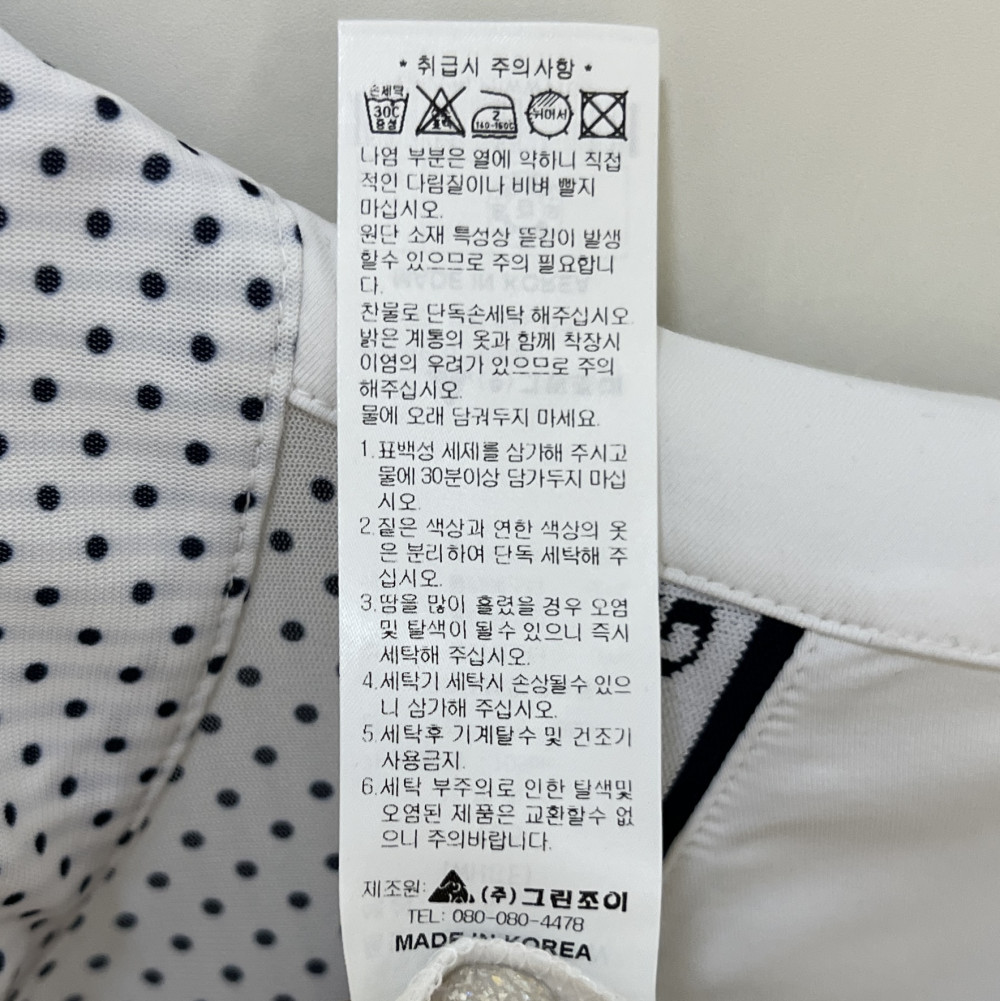 * 취급시 주의사항 *
손세탁
30C
중성
2
140-160C
뉘어서
나염 부분은 열에 약하니 직접
적인 다림질이나 비벼 빨지
마십시오.
원단 소재 특성상 뜯김이 발생
할수 있으므로 주의 필요합니
다.
찬물로 단독손세탁 해주십시오.
밝은 계통의 옷과 함께 착장시
이염의 우려가 있으므로 주의
해주십시오.
물에 오래 담궈두지 마세요.
1.표백성 세제를 삼가해 주시고
물에 30분이상 담가두지 마십
시오.
2.짙은 색상과 연한 색상의 옷
은 분리하여 단독 세탁해 주
십시오.
3.땀을 많이 흘렸을 경우 오염
및 탈색이 될수 있으니 즉시
세탁해 주십시오.
4.세탁기 세탁시 손상될수 있으
니 삼가해 주십시오.
5.세탁후 기계탈수 및 건조기
사용금지.
6.세탁 부주의로 인한 탈색및
오염된 제품은 교환할수 없
으니 주의바랍니다.
제조원: (주)그린조이
TEL: 080-080-4478
MADE IN KOREA